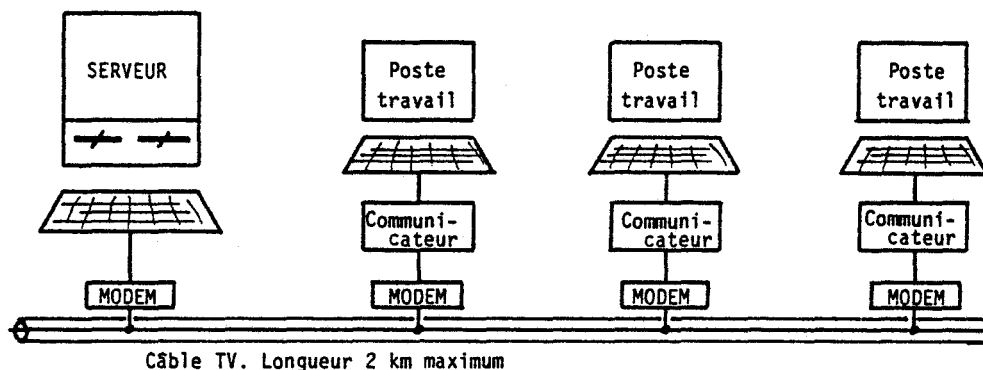 SERVEUR
Poste
travail
Poste
travail
Poste
travail
Communi-
cateur
Communi-
cateur
Communi-
cateur
MODEM
MODEM
MODEM
MODEM
Câble TV. Longueur 2 km maximum